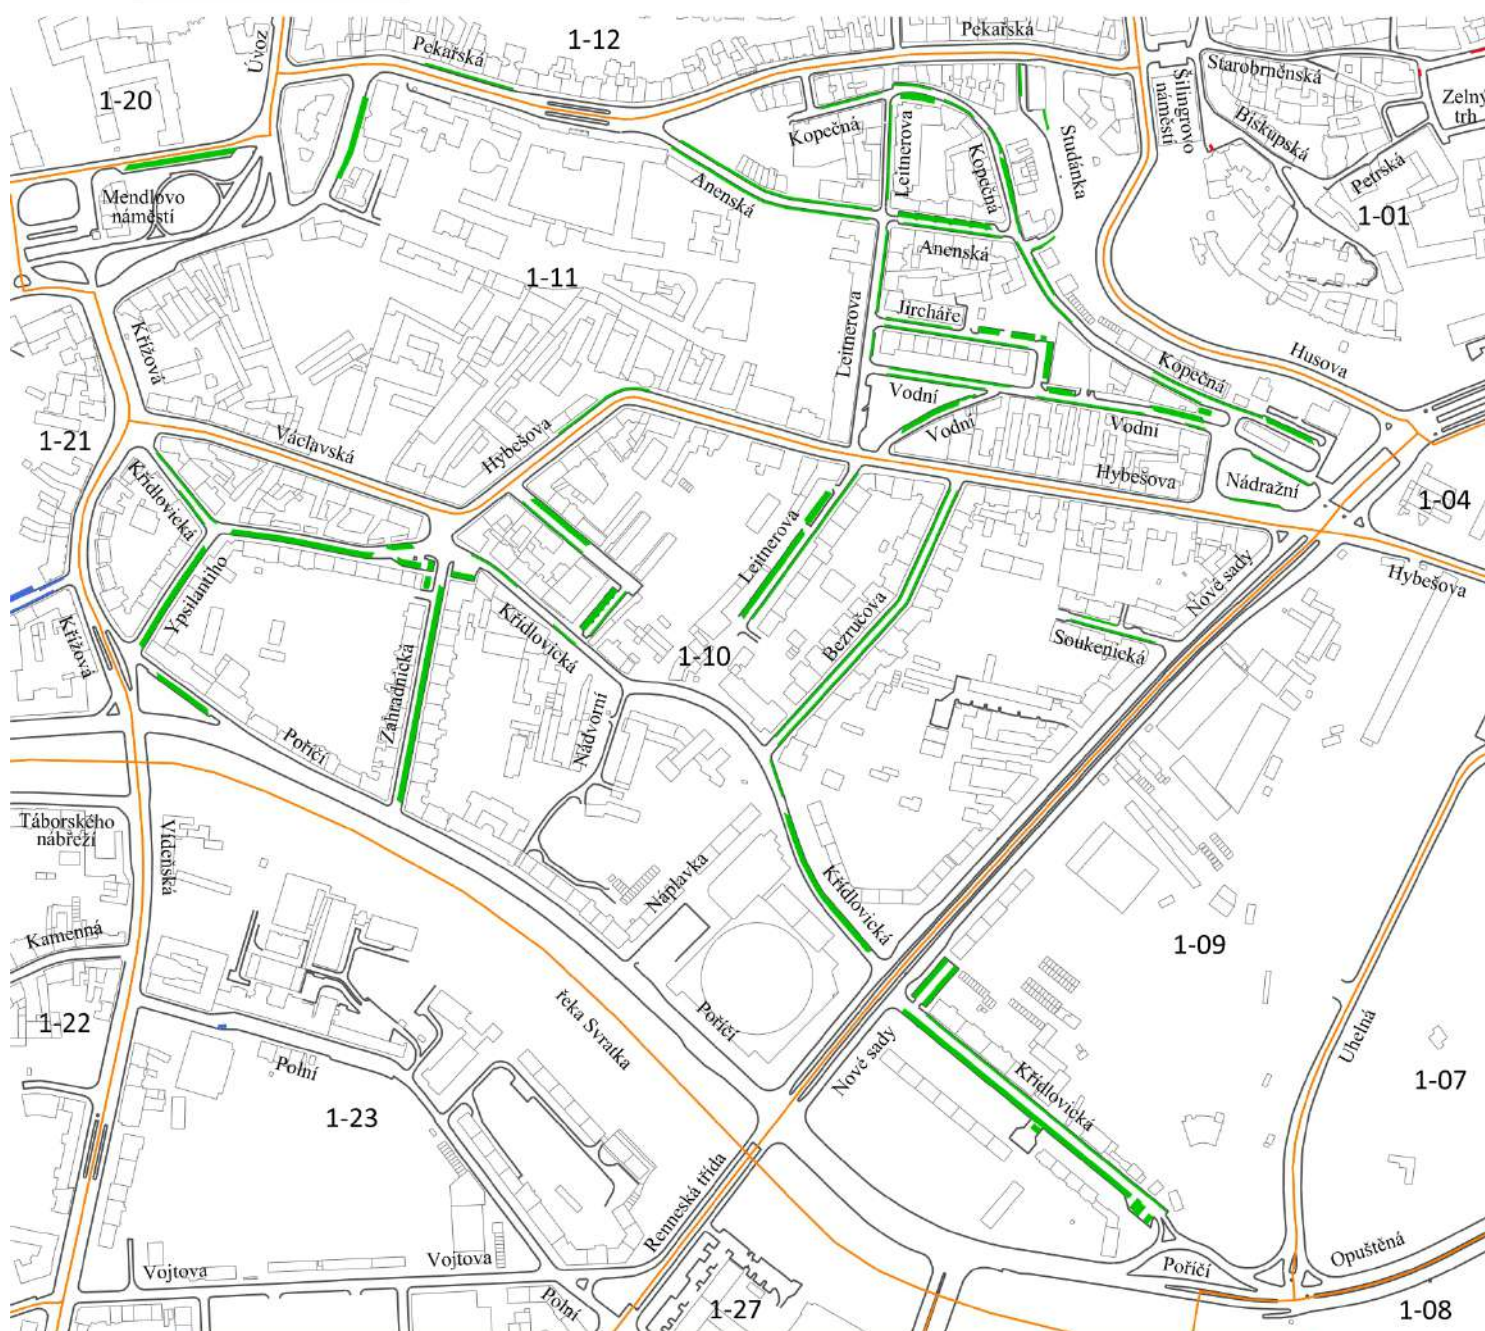 Úvoz
Pekařská
1-12
Pekařská
Šilingrovo
náměstí
Starobrněnská
Zelný
trh
1-20
Biskupská
Petrská
1-01
Kopečná
Leitnerova
Kopečná
Studánka
Mendlovo
náměstí
Anenská
Anenská
1-11
Leitnerova
Jircháře
Křížová
Husova
Kopečná
Vodní
Vodní
Vodní
1-21
Václavská
Hybešova
Hybešova
Nádražní
1-04
Křídlovická
Leitnerova
Ypsilantiho
Hybešova
Nové sady
Křížová
Křídlovická
Bezručova
Soukenická
1-10
Zahradnická
Nádvorní
Poříčí
Táborského
nábřeží
Vídeňská
Náplavka
Křídlovická
Kamenná
1-09
řeka Svratka
Poříčí
1-22
Uhelná
Polní
Nové sady
Křídlovická
1-07
1-23
Renneská třída
Vojtova
Vojtova
Poříčí
Opuštěná
Polní
1-27
1-08